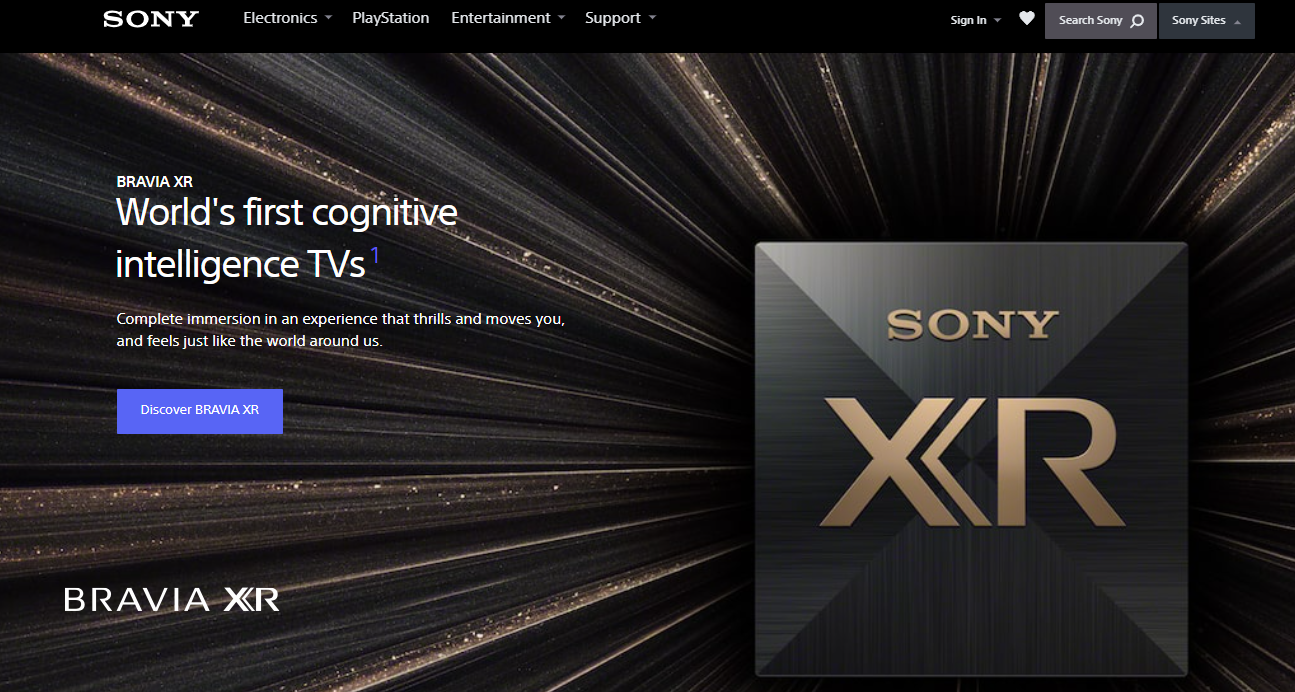 SONY
Electronics
PlayStation
Entertainment
Support
Sign In
Search Sony
Sony Sites
BRAVIA XR
World's first cognitive
intelligence TVs 1
Complete immersion in an experience that thrills and moves you,
and feels just like the world around us.
Discover BRAVIA XR
SONY
XR
BRAVIA XR